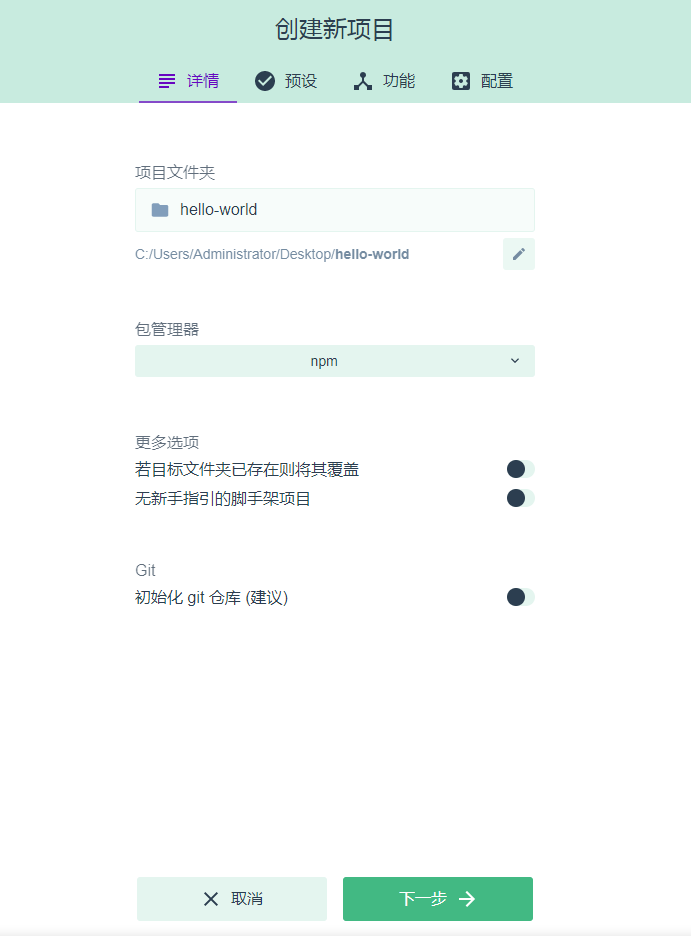 创建新项目
详情 预设 功能 配置
项目文件夹
hello-world
C:/Users/Administrator/Desktop/hello-world
包管理器
npm
更多选项
若目标文件夹已存在则将其覆盖
无新手指引的脚手架项目
Git
初始化 git 仓库 (建议)
取消 下一步